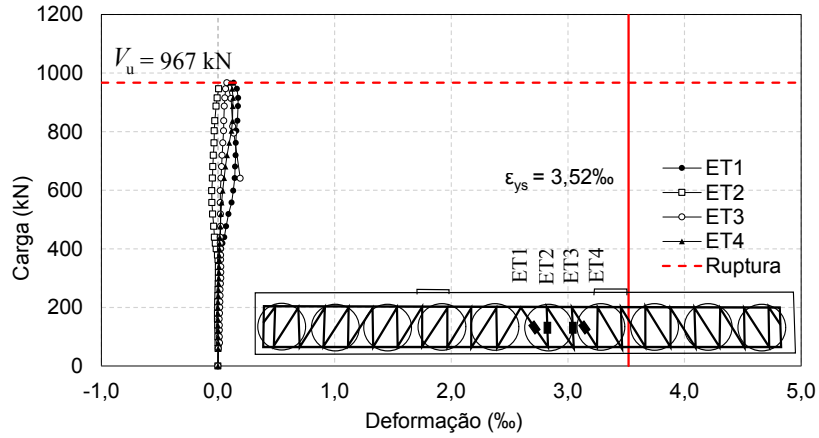 1200
1000
800
600
400
200
0
Carga (kN)
V_u = 967 kN
ε_ys = 3,52‰
ET1
ET2
ET3
ET4
Ruptura
ET1
ET2
ET3
ET4
-1,0 0,0 1,0 2,0 3,0 4,0 5,0
Deformação (‰)